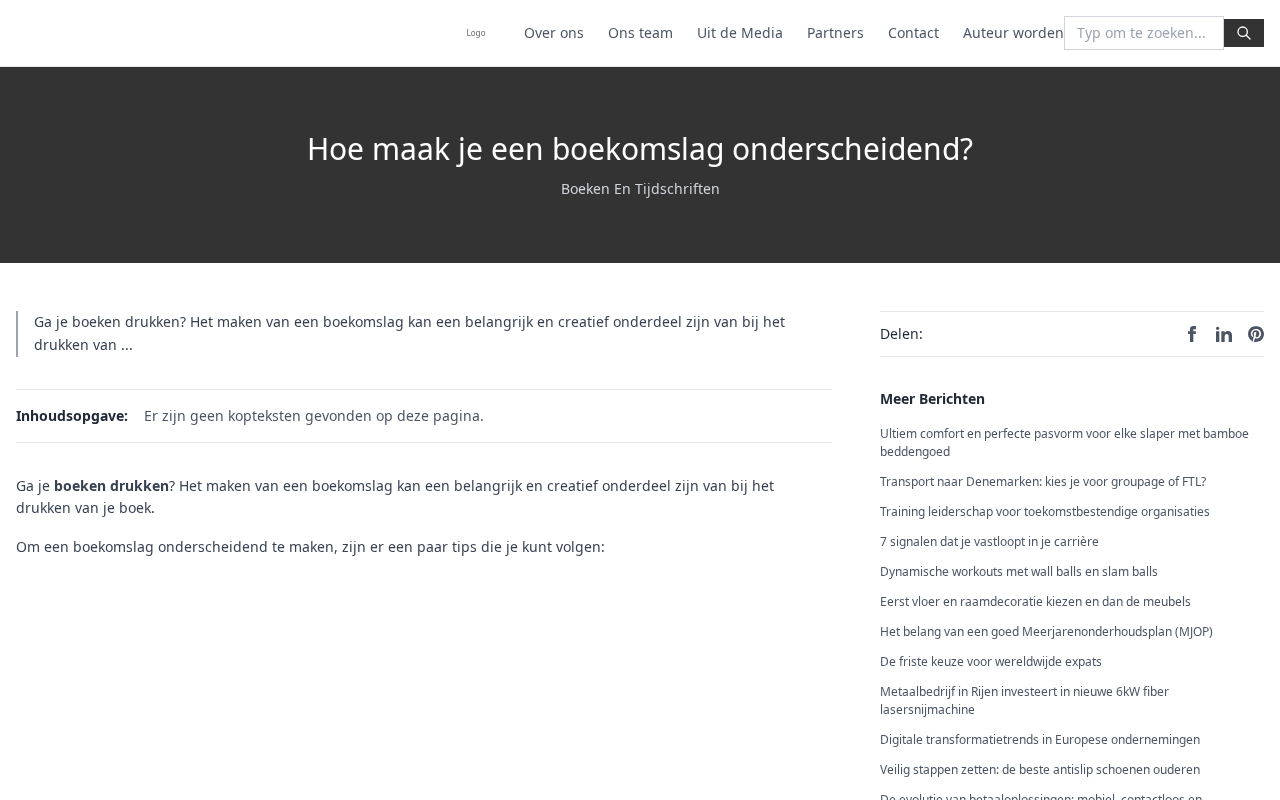 Logo
Over ons
Ons team
Uit de Media
Partners
Contact
Auteur worden
Typ om te zoeken...
Hoe maak je een boekomslag onderscheidend?
Boeken En Tijdschriften
Ga je boeken drukken? Het maken van een boekomslag kan een belangrijk en creatief onderdeel zijn van bij het
drukken van ...
Inhoudsopgave: Er zijn geen kopteksten gevonden op deze pagina.
Ga je boeken drukken? Het maken van een boekomslag kan een belangrijk en creatief onderdeel zijn van bij het
drukken van je boek.
Om een boekomslag onderscheidend te maken, zijn er een paar tips die je kunt volgen:
Delen:
Meer Berichten
Ultiem comfort en perfecte pasvorm voor elke slaper met bamboe
beddengoed
Transport naar Denemarken: kies je voor groupage of FTL?
Training leiderschap voor toekomstbestendige organisaties
7 signalen dat je vastloopt in je carrière
Dynamische workouts met wall balls en slam balls
Eerst vloer en raamdecoratie kiezen en dan de meubels
Het belang van een goed Meerjarenonderhoudsplan (MJOP)
De friste keuze voor wereldwijde expats
Metaalbedrijf in Rijen investeert in nieuwe 6kW fiber
lasersnijmachine
Digitale transformatietrends in Europese ondernemingen
Veilig stappen zetten: de beste antislip schoenen ouderen
De evolutie van betaaloplossingen: mobiel, contactloos en